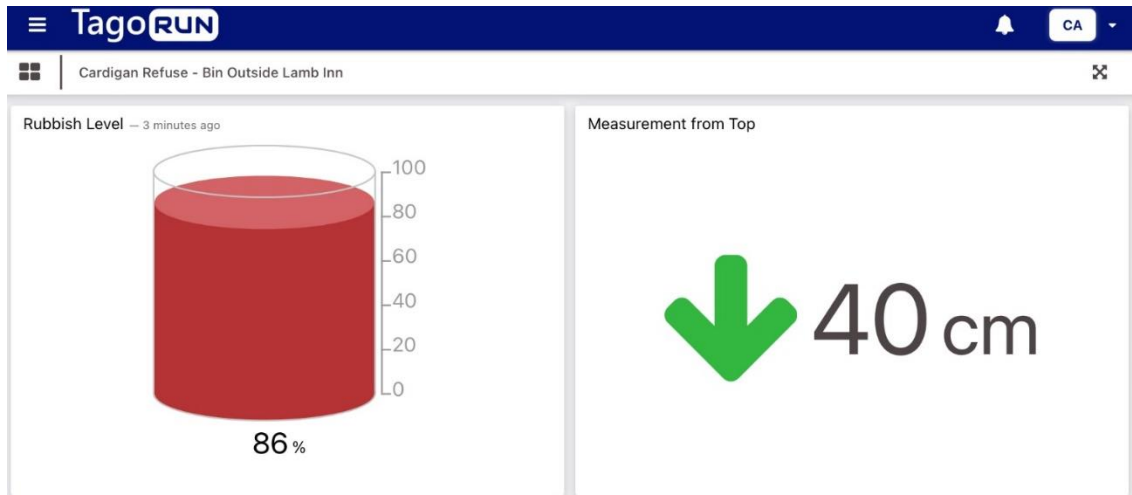 TagoRUN
CA
Cardigan Refuse - Bin Outside Lamb Inn
Rubbish Level — 3 minutes ago
100
80
60
40
20
0
86 %
Measurement from Top
40 cm